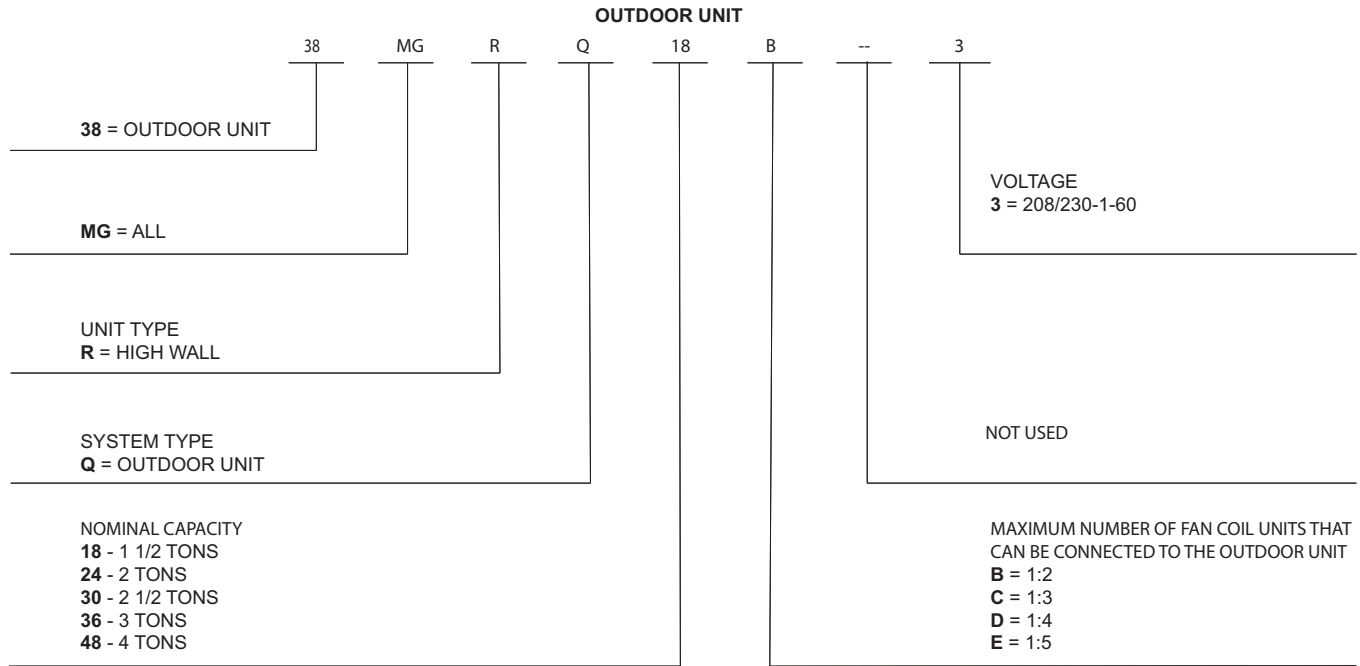 OUTDOOR UNIT
38 MG R Q 18 B -- 3
38 = OUTDOOR UNIT
MG = ALL
UNIT TYPE
R = HIGH WALL
SYSTEM TYPE
Q = OUTDOOR UNIT
NOMINAL CAPACITY
18 - 1 1/2 TONS
24 - 2 TONS
30 - 2 1/2 TONS
36 - 3 TONS
48 - 4 TONS
VOLTAGE
3 = 208/230-1-60
NOT USED
MAXIMUM NUMBER OF FAN COIL UNITS THAT
CAN BE CONNECTED TO THE OUTDOOR UNIT
B = 1:2
C = 1:3
D = 1:4
E = 1:5